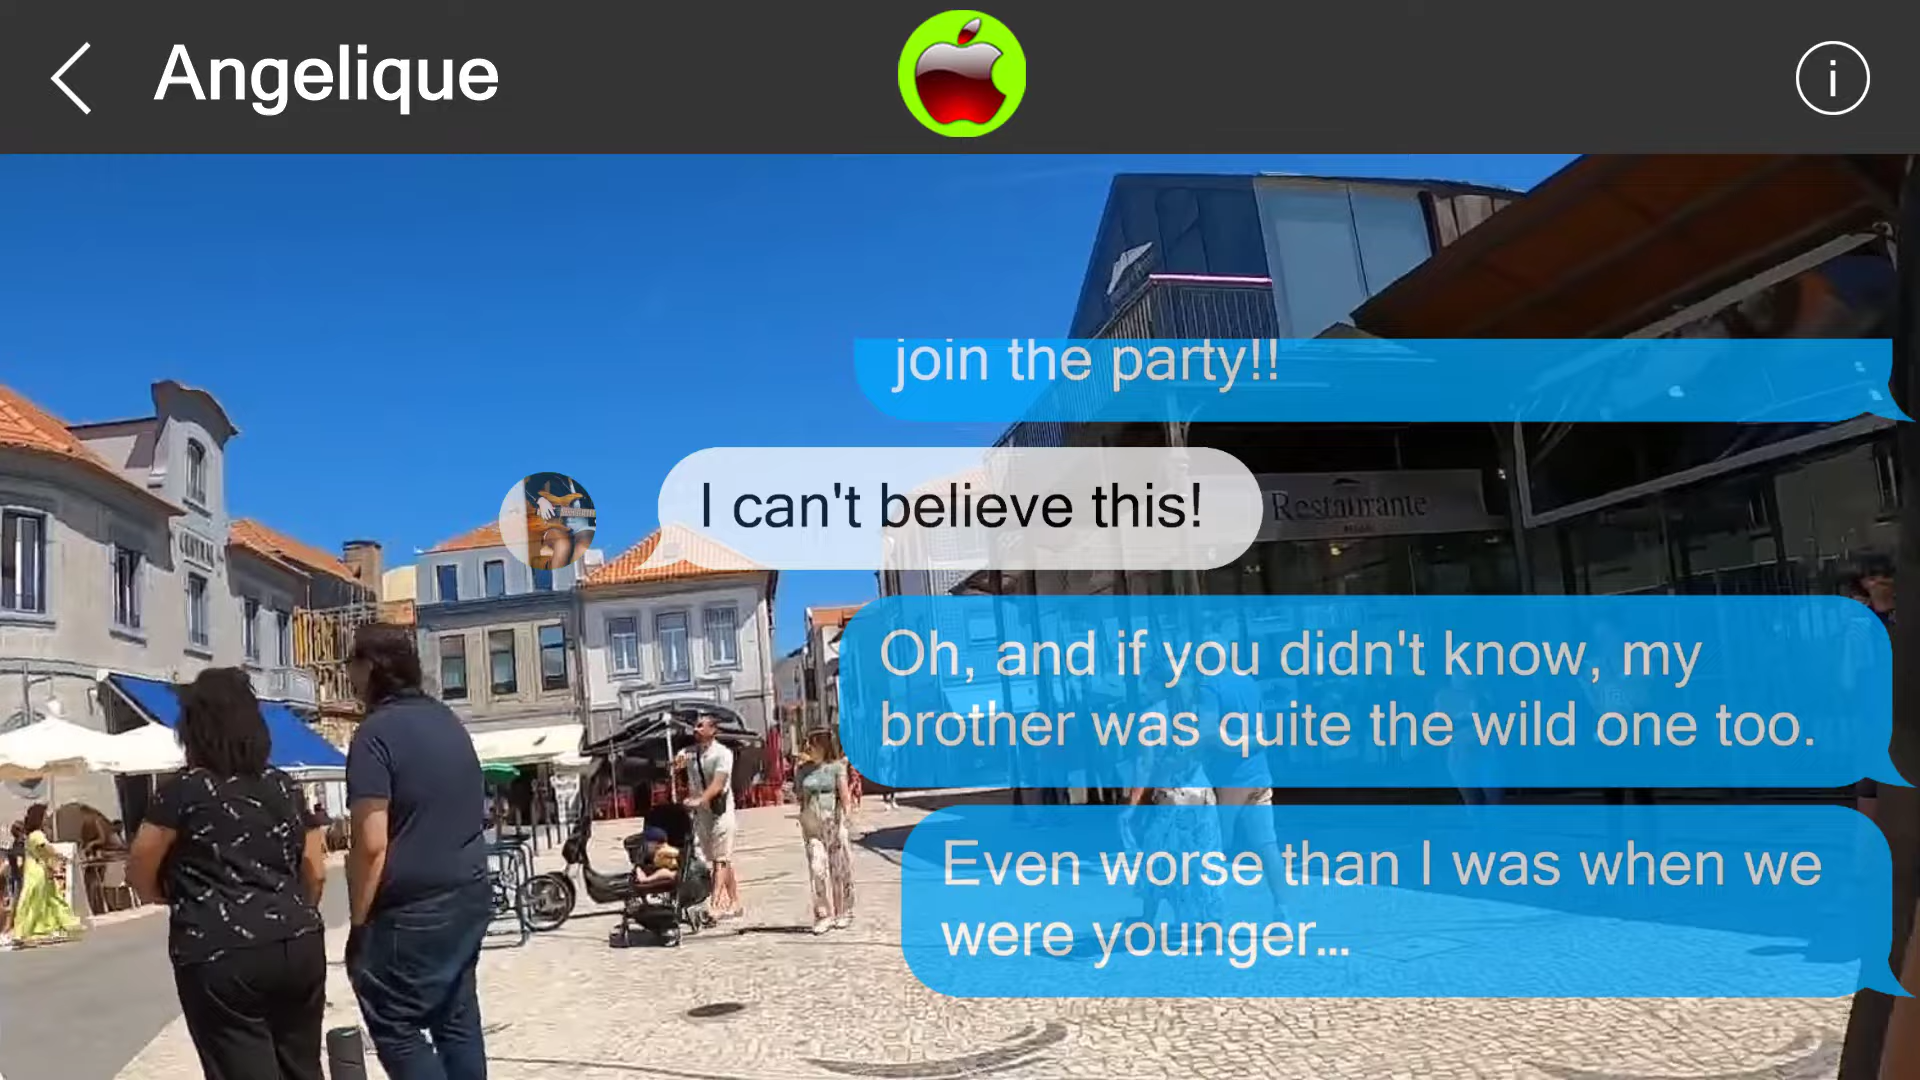 Angelique
i
join the party!!
I can't believe this!
Restaurante
Oh, and if you didn't know, my
brother was quite the wild one too.
Even worse than I was when we
were younger...
CENTRAL